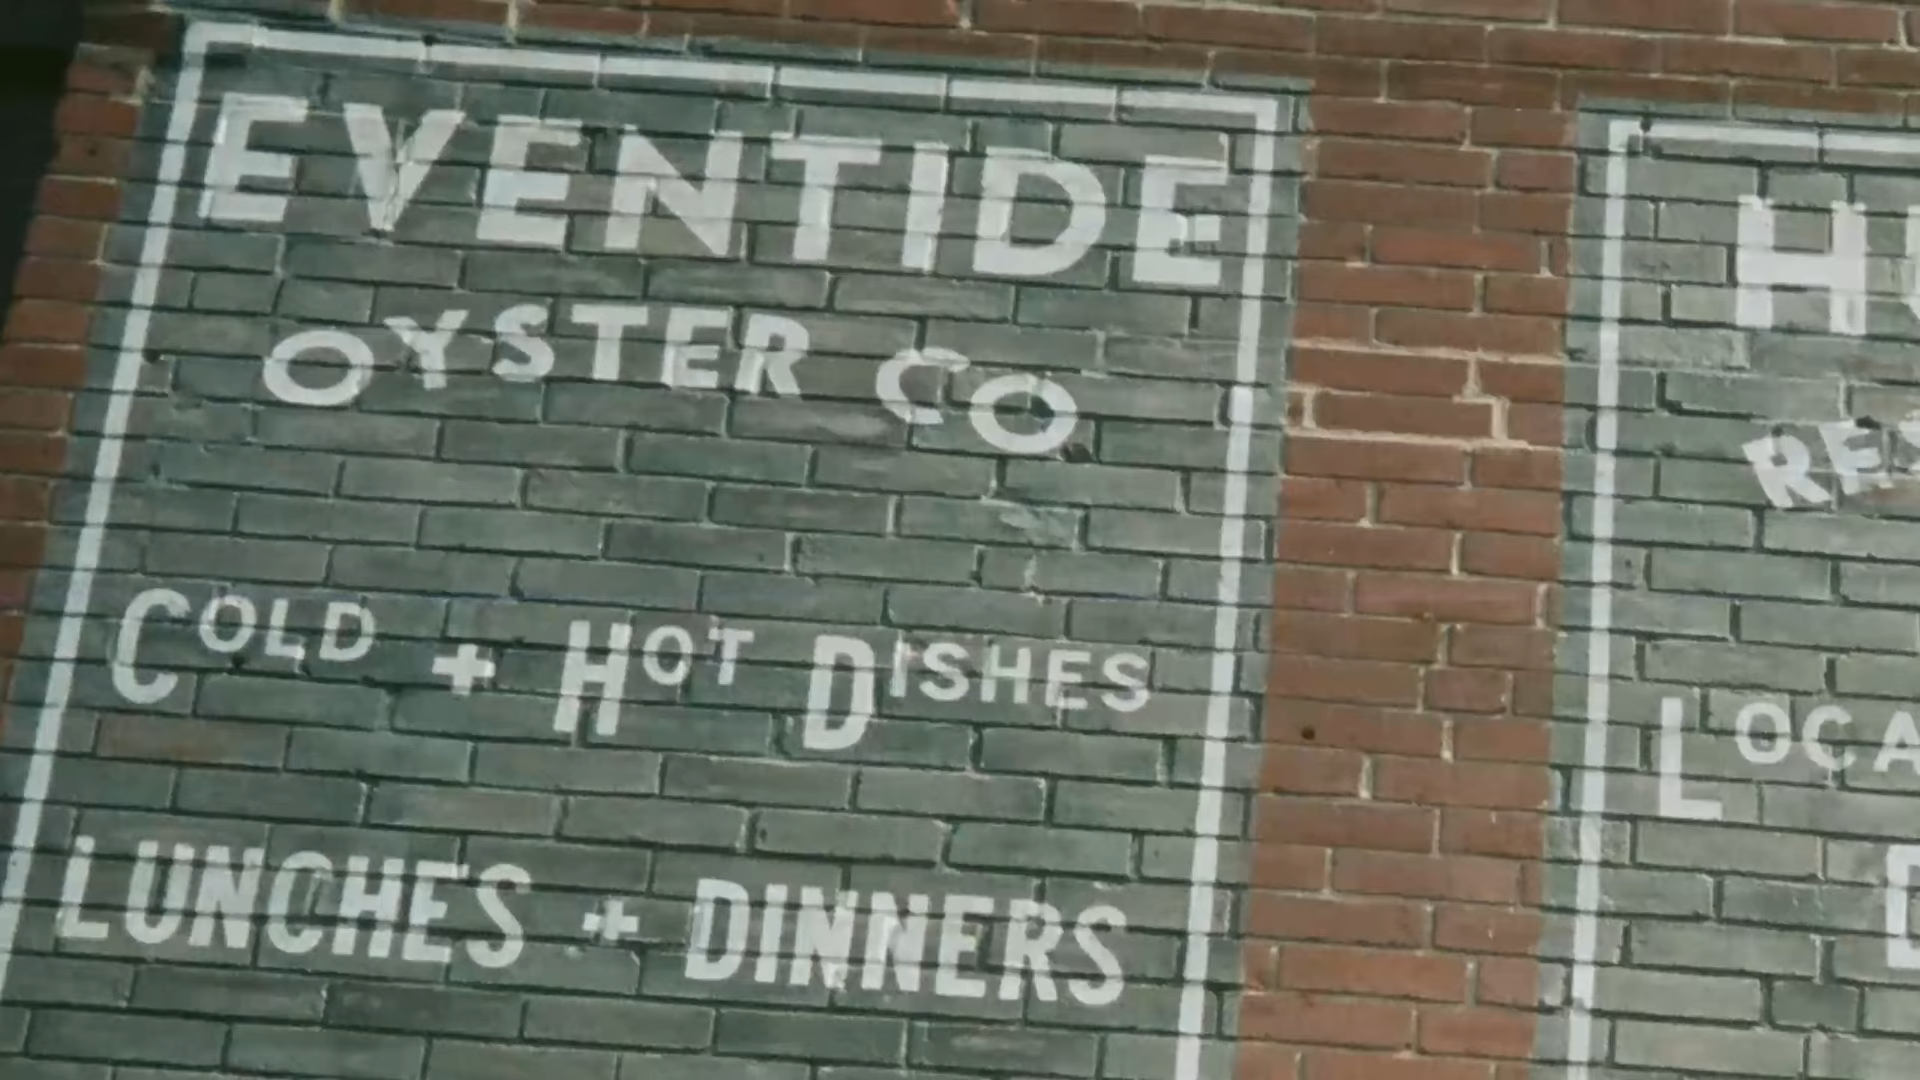 EVENTIDE
OYSTER CO.
COLD + HOT DISHES
LUNCHES + DINNERS